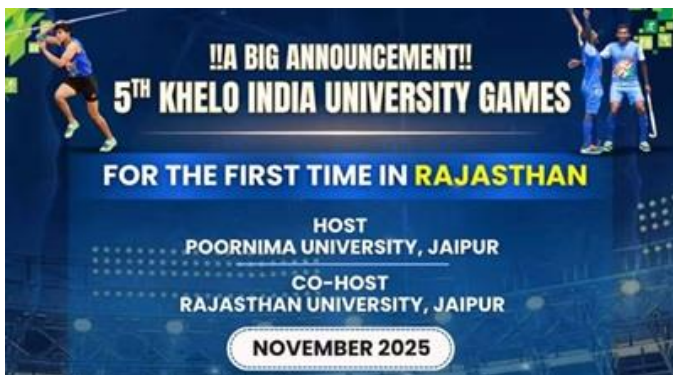 !!A BIG ANNOUNCEMENT!!
5TH KHELO INDIA UNIVERSITY GAMES
FOR THE FIRST TIME IN RAJASTHAN
HOST
POORNIMA UNIVERSITY, JAIPUR
CO-HOST
RAJASTHAN UNIVERSITY, JAIPUR
NOVEMBER 2025